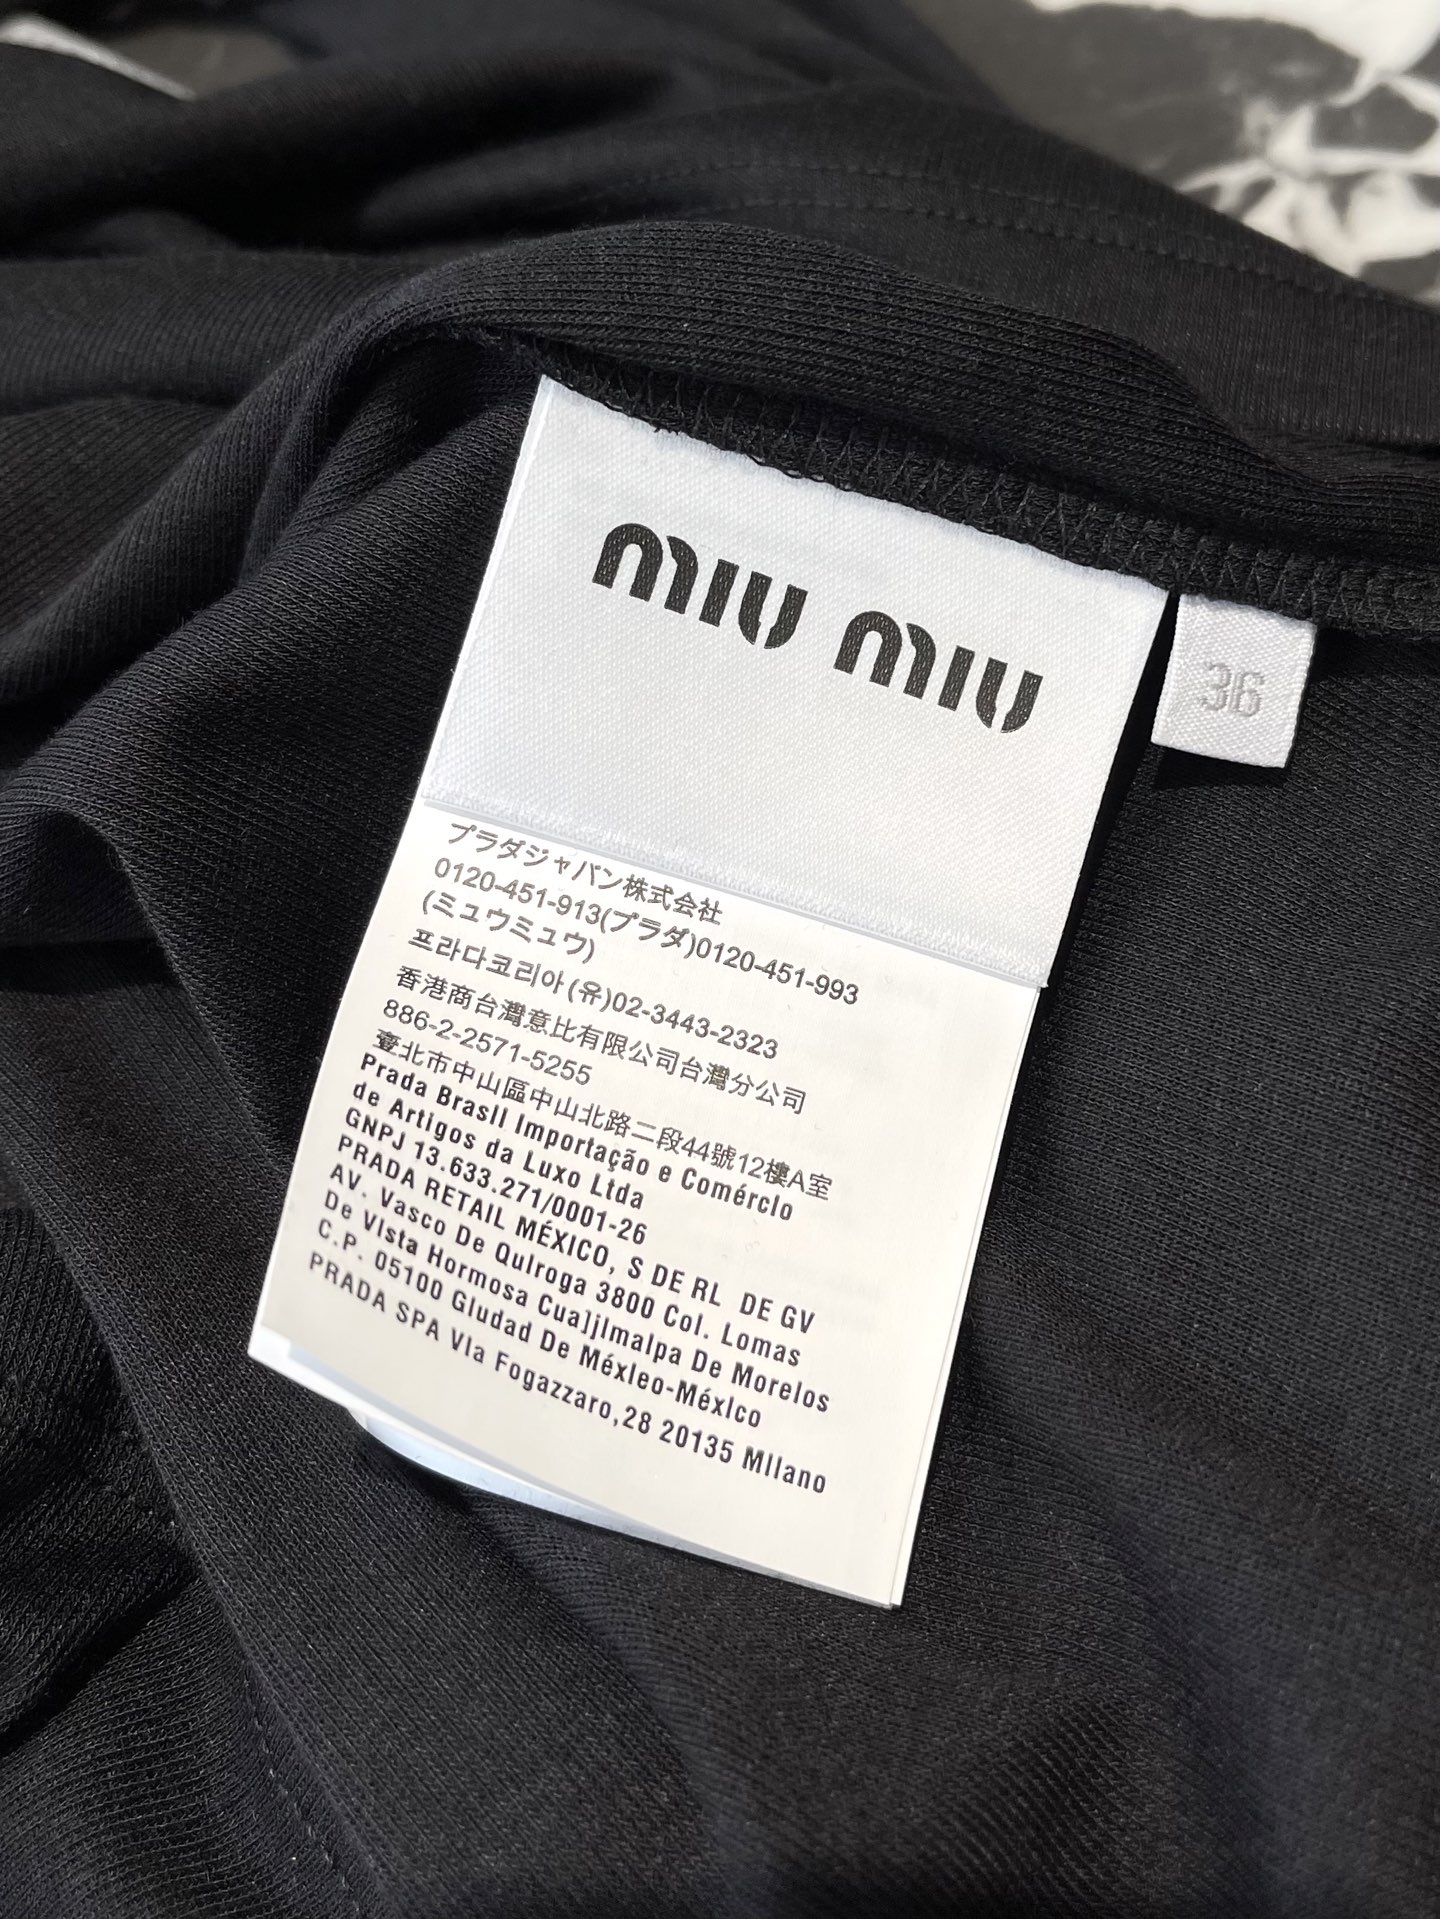 miu miu
36
プラダジャパン株式会社
0120-451-913(プラダ)0120-451-993
(ミュウミュウ)
프라다코리아(유)02-3443-2323
香港商台灣意比有限公司台灣分公司
886-2-2571-5255
臺北市中山區中山北路二段44號12樓A室
Prada BrasIl Importação e ComércIo
de Artigos da Luxo Ltda
GNPJ 13.633.271/0001-26
PRADA RETAIL MÉXICO, S DE RL DE GV
AV. Vasco De QuIroga 3800 Col. Lomas
De VIsta Hormosa Cua]jImalpa De Morelos
C.P. 05100 GIudad De MéxIeo-MéxIco
PRADA SPA VIa Fogazzaro,28 20135 MIlano